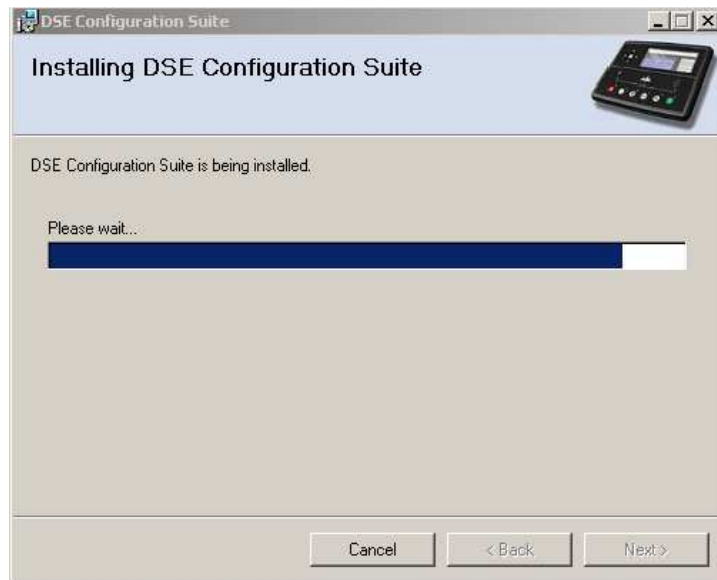 DSE Configuration Suite
Installing DSE Configuration Suite
DSE Configuration Suite is being installed.
Please wait...
Cancel
< Back
Next >